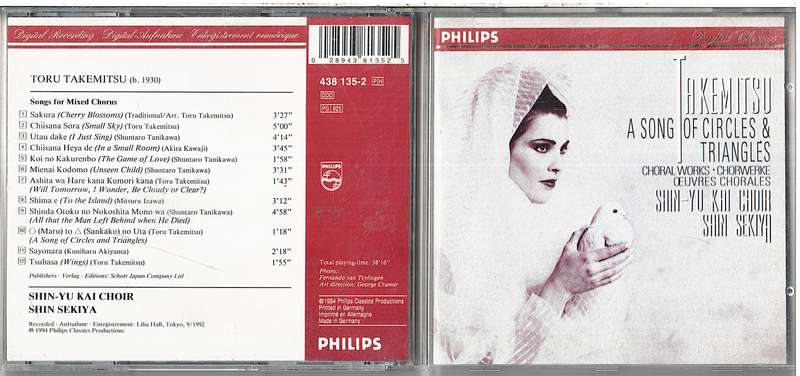 Digital Recording Digital-Aufnahme Enregistrement numérique
TORU TAKEMITSU (b. 1930)
Songs for Mixed Chorus
1 Sakura (Cherry Blossoms) (Traditional/Arr. Toru Takemitsu) 3'27"
2 Chiisana Sora (Small Sky) (Toru Takemitsu) 5'00"
3 Utau dake (I Just Sing) (Shuntaro Tanikawa) 4'14"
4 Chiisana Heya de (In a Small Room) (Akira Kawaji) 3'45"
5 Koi no Kakurenbo (The Game of Love) (Shuntaro Tanikawa) 1'58"
6 Mienai Kodomo (Unseen Child) (Shuntaro Tanikawa) 3'31"
7 Ashita wa Hare kana Kumori kana (Toru Takemitsu) 1'43"
(Will Tomorrow, I Wonder, Be Cloudy or Clear?)
8 Shima e (To the Island) (Mitsuru Izawa) 3'12"
9 Shinda Otoko no Nokoshita Mono wa (Shuntaro Tanikawa) 4'58"
(All that the Man Left Behind when He Died)
10 ○ (Maru) to △ (Sankaku) no Uta (Toru Takemitsu) 1'18"
(A Song of Circles and Triangles)
11 Sayonara (Kuniharu Akiyama) 2'18"
12 Tsubasa (Wings) (Toru Takemitsu) 1'55"
Publishers · Verlag · Editions: Schott Japan Company Ltd
SHIN-YU KAI CHOIR
SHIN SEKIYA
Recorded · Aufnahme · Enregistrement: Lilia Hall, Tokyo, 9/1992
℗ 1994 Philips Classics Productions
0 28943 81352 5
438 135-2 PH
DDD
PG 925
PHILIPS
Total playing-time: 38'16"
Photo:
Fernando van Teylingen
Art direction: George Cramer
©1994 Philips Classics Productions
Printed in Germany
Imprimé en Allemagne
Made in Germany
PHILIPS
PHILIPS
Digital Classics
TAKEMITSU
A SONG OF CIRCLES &
TRIANGLES
CHORAL WORKS · CHORWERKE
ŒUVRES CHORALES
SHIN-YU KAI CHOIR
SHIN SEKIYA